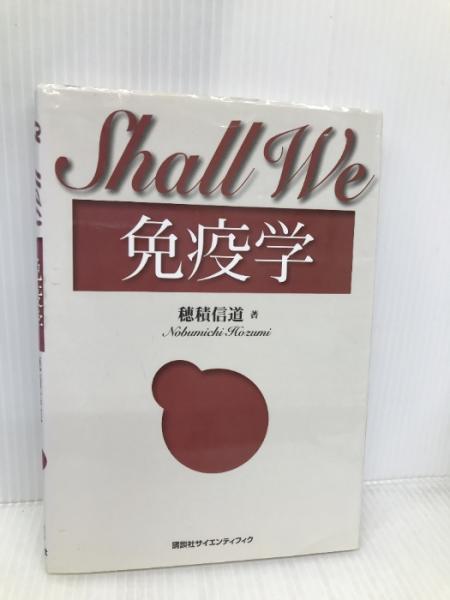 Shall We
免疫学
穂積信道 著
Nobumichi Hozumi
講談社サイエンティフィク